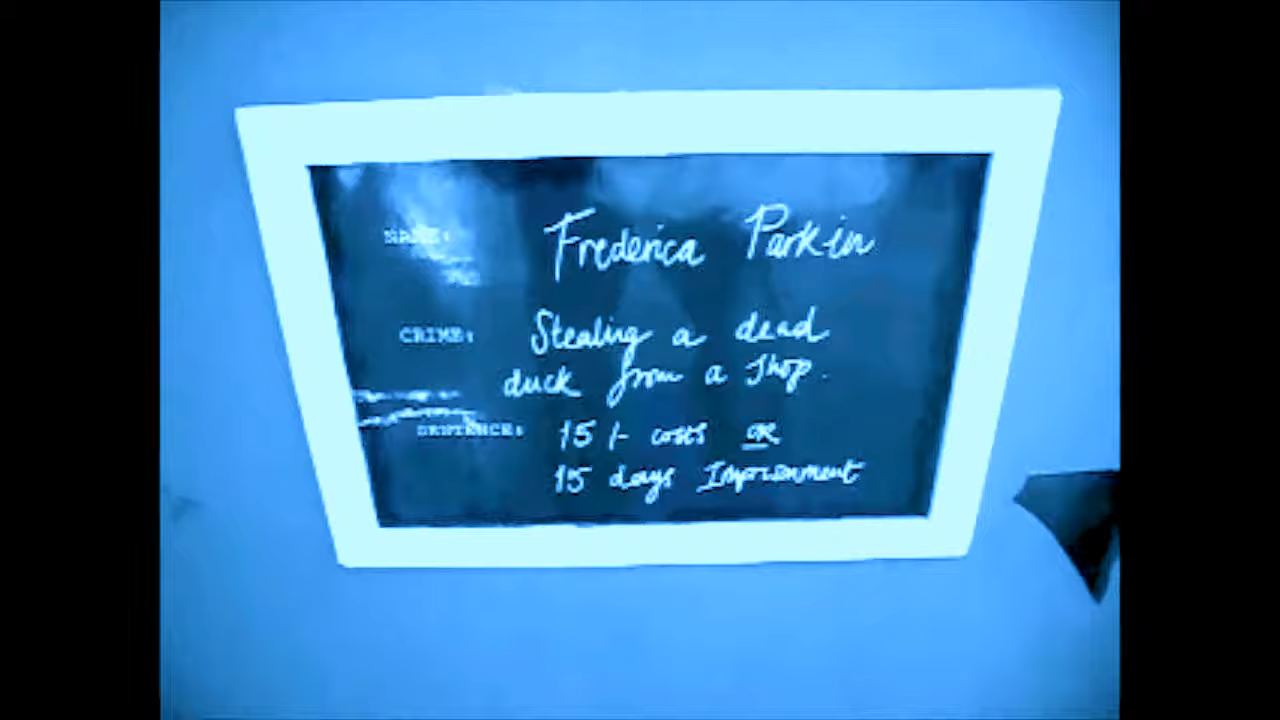 NAME: Frederica Parkin
CRIME: Stealing a dead
duck from a shop.
SENTENCE: 15/- costs OR
15 days Imprisonment